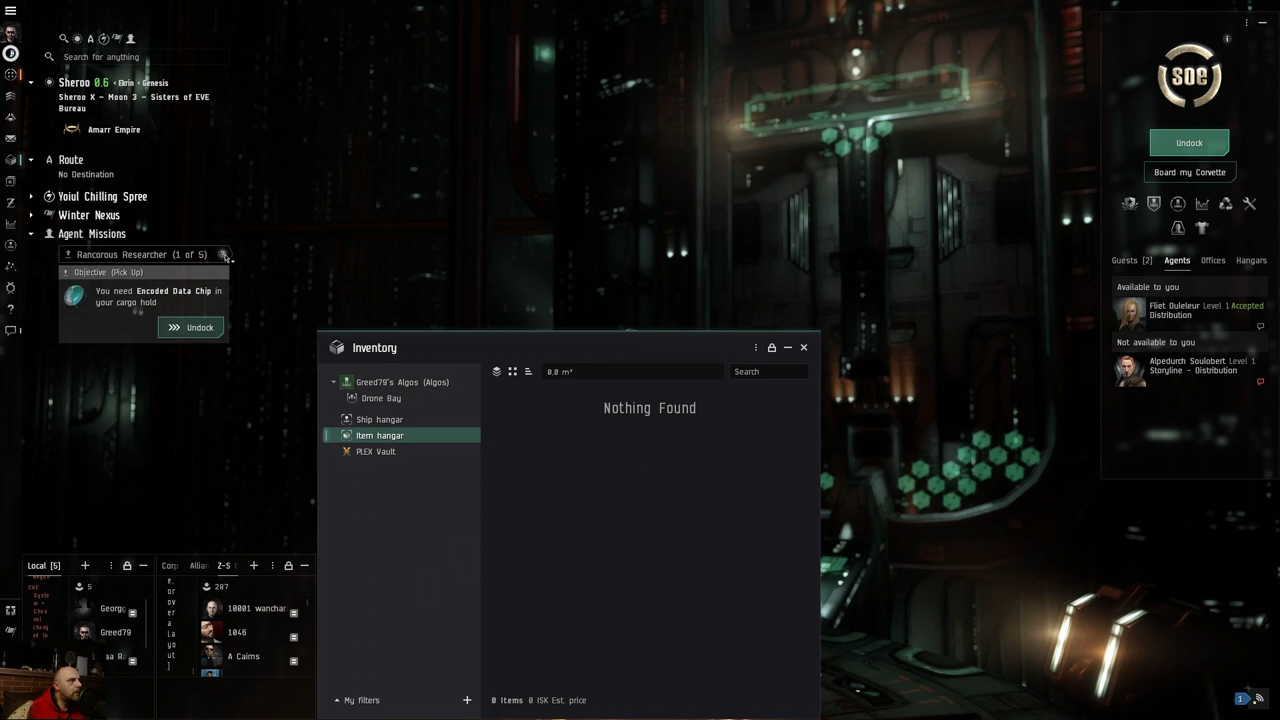 Search for anything
Sheroo 0.6 ‹ Ekrin ‹ Genesis
Sheroo X - Moon 3 - Sisters of EVE
Bureau
Amarr Empire
Route
No Destination
Yoiul Chilling Spree
Winter Nexus
Agent Missions
Rancorous Researcher (1 of 5)
Objective (Pick Up)
You need Encoded Data Chip in
your cargo hold
Undock
Inventory
0,0 m³
Search
Greed79's Algos (Algos)
Drone Bay
Ship hangar
Item hangar
PLEX Vault
Nothing Found
My filters
0 Items 0 ISK Est. price
SOE
Undock
Board my Corvette
Guests [2]
Agents
Offices
Hangars
Available to you
Fliet Duleleur Level 1 Accepted
Distribution
Not available to you
Alpedurch Soulobert Level 1
Storyline - Distribution
Local [5]
5
Georg
Greed79
Corp
Allian
Z-S
207
10001 wanchar
1046
A Cairns
1